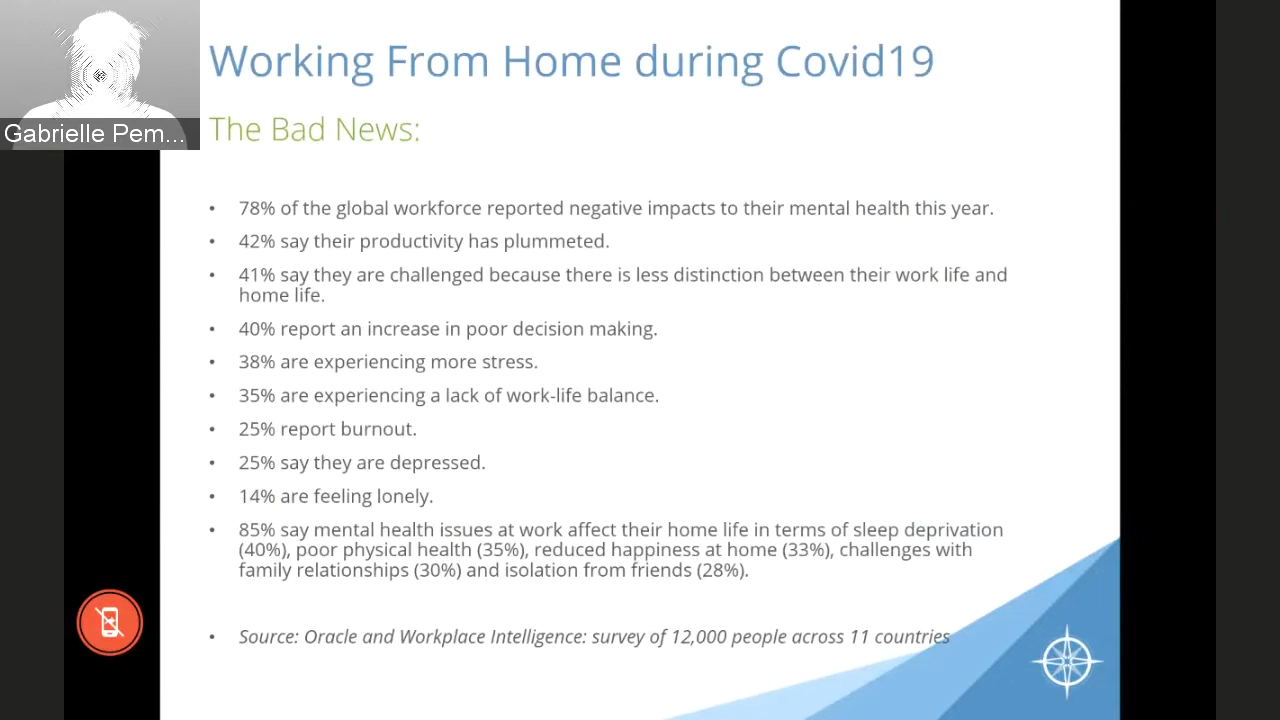 Working From Home during Covid19
Gabrielle Pem...
The Bad News:
• 78% of the global workforce reported negative impacts to their mental health this year.
• 42% say their productivity has plummeted.
• 41% say they are challenged because there is less distinction between their work life and
home life.
• 40% report an increase in poor decision making.
• 38% are experiencing more stress.
• 35% are experiencing a lack of work-life balance.
• 25% report burnout.
• 25% say they are depressed.
• 14% are feeling lonely.
• 85% say mental health issues at work affect their home life in terms of sleep deprivation
(40%), poor physical health (35%), reduced happiness at home (33%), challenges with
family relationships (30%) and isolation from friends (28%).
• Source: Oracle and Workplace Intelligence: survey of 12,000 people across 11 countries